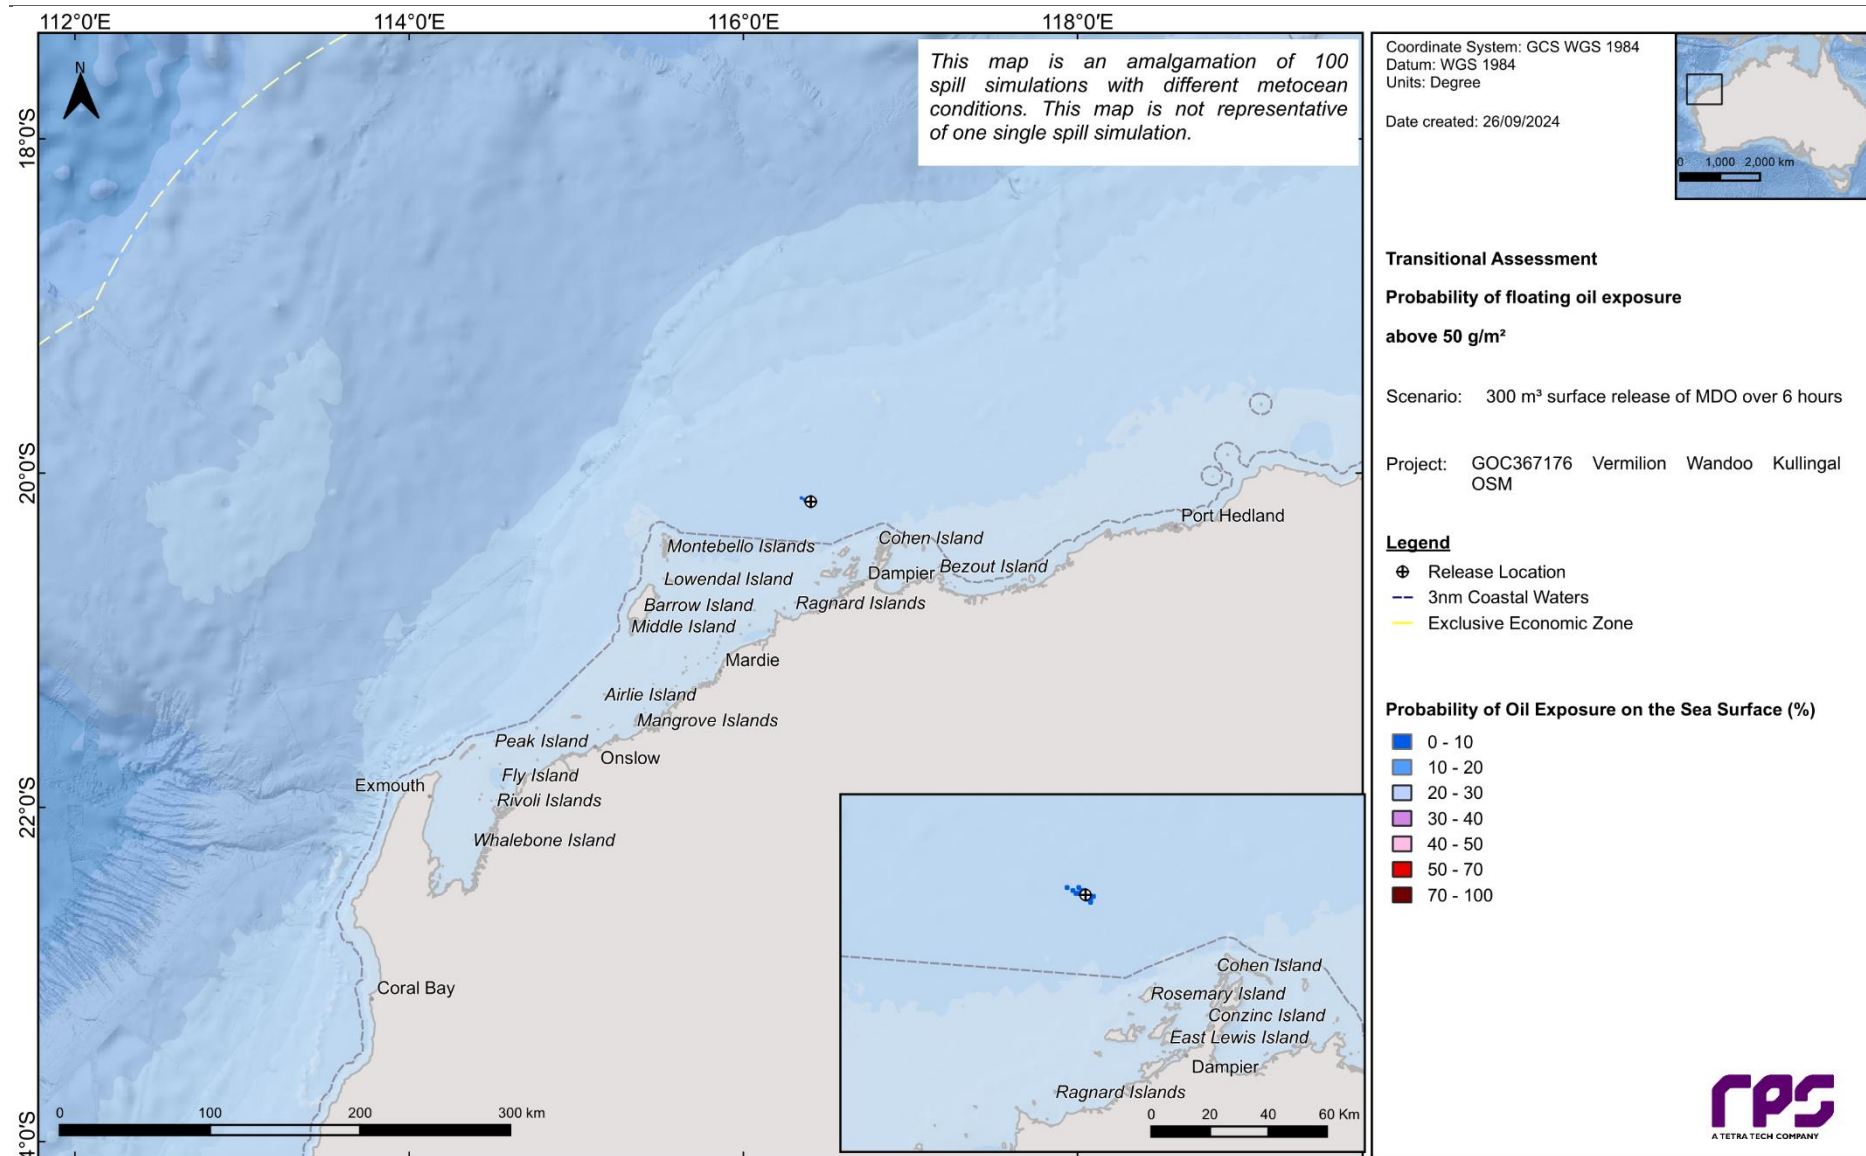 112°0'E
114°0'E
116°0'E
118°0'E
18°0'S
20°0'S
22°0'S
4°0'S
N
This map is an amalgamation of 100
spill simulations with different metocean
conditions. This map is not representative
of one single spill simulation.
Montebello Islands
Lowendal Island
Barrow Island
Middle Island
Cohen Island
Dampier
Bezout Island
Ragnard Islands
Port Hedland
Mardie
Airlie Island
Mangrove Islands
Peak Island
Onslow
Fly Island
Exmouth
Rivoli Islands
Whalebone Island
Coral Bay
0 100 200 300 km
Cohen Island
Rosemary Island
Conzinc Island
East Lewis Island
Dampier
Ragnard Islands
0 20 40 60 Km
Coordinate System: GCS WGS 1984
Datum: WGS 1984
Units: Degree
Date created: 26/09/2024
0 1,000 2,000 km
Transitional Assessment
Probability of floating oil exposure
above 50 g/m²
Scenario: 300 m³ surface release of MDO over 6 hours
Project: GOC367176 Vermilion Wandoo Kullingal
OSM
Legend
Release Location
3nm Coastal Waters
Exclusive Economic Zone
Probability of Oil Exposure on the Sea Surface (%)
0 - 10
10 - 20
20 - 30
30 - 40
40 - 50
50 - 70
70 - 100
rps
A TETRA TECH COMPANY